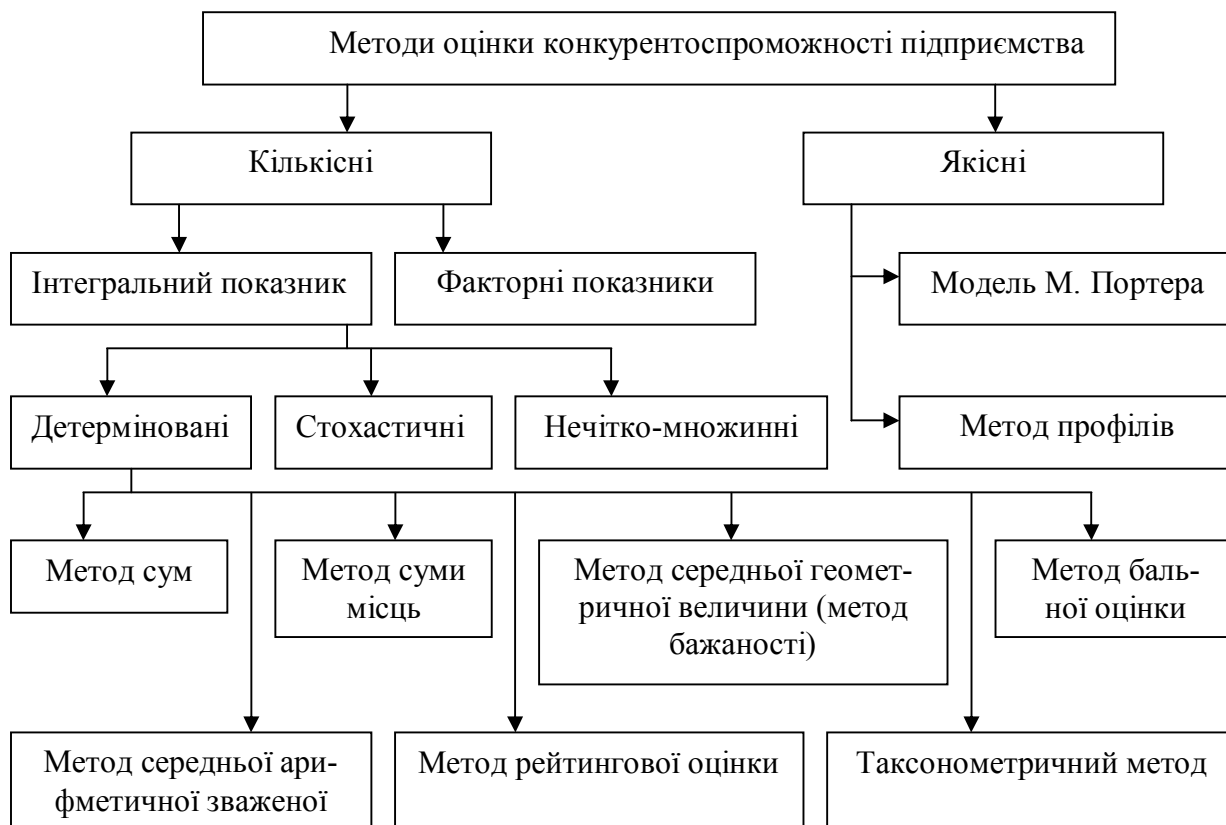 Методи оцінки конкурентоспроможності підприємства
Кількісні
Якісні
Інтегральний показник
Факторні показники
Модель М. Портера
Детерміновані
Стохастичні
Нечітко-множинні
Метод профілів
Метод сум
Метод суми
місць
Метод середньої геомет-
ричної величини (метод
бажаності)
Метод баль-
ної оцінки
Метод середньої ари-
фметичної зваженої
Метод рейтингової оцінки
Таксонометричний метод